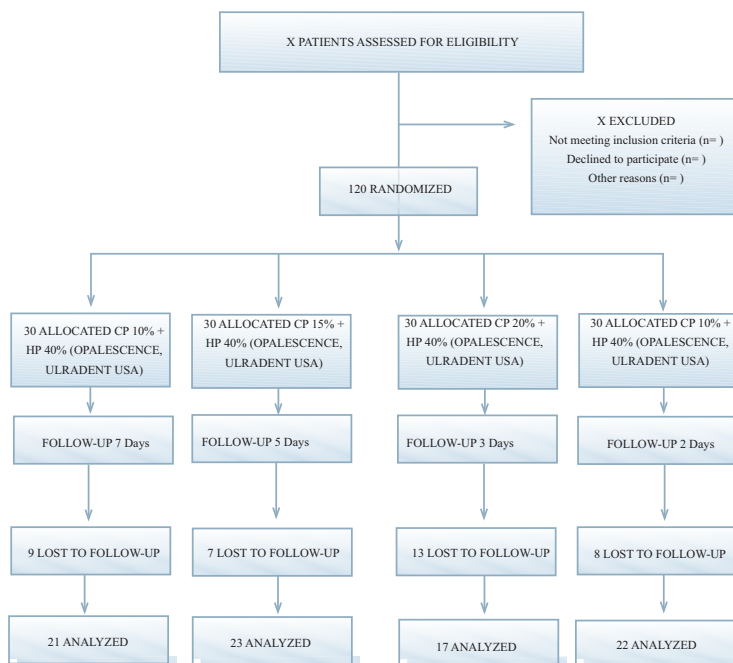 X PATIENTS ASSESSED FOR ELIGIBILITY
X EXCLUDED
Not meeting inclusion criteria (n= )
Declined to participate (n= )
Other reasons (n= )
120 RANDOMIZED
30 ALLOCATED CP 10% +
HP 40% (OPALESCENCE,
ULRADENT USA)
30 ALLOCATED CP 15% +
HP 40% (OPALESCENCE,
ULRADENT USA)
30 ALLOCATED CP 20% +
HP 40% (OPALESCENCE,
ULRADENT USA)
30 ALLOCATED CP 10% +
HP 40% (OPALESCENCE,
ULRADENT USA)
FOLLOW-UP 7 Days
FOLLOW-UP 5 Days
FOLLOW-UP 3 Days
FOLLOW-UP 2 Days
9 LOST TO FOLLOW-UP
7 LOST TO FOLLOW-UP
13 LOST TO FOLLOW-UP
8 LOST TO FOLLOW-UP
21 ANALYZED
23 ANALYZED
17 ANALYZED
22 ANALYZED